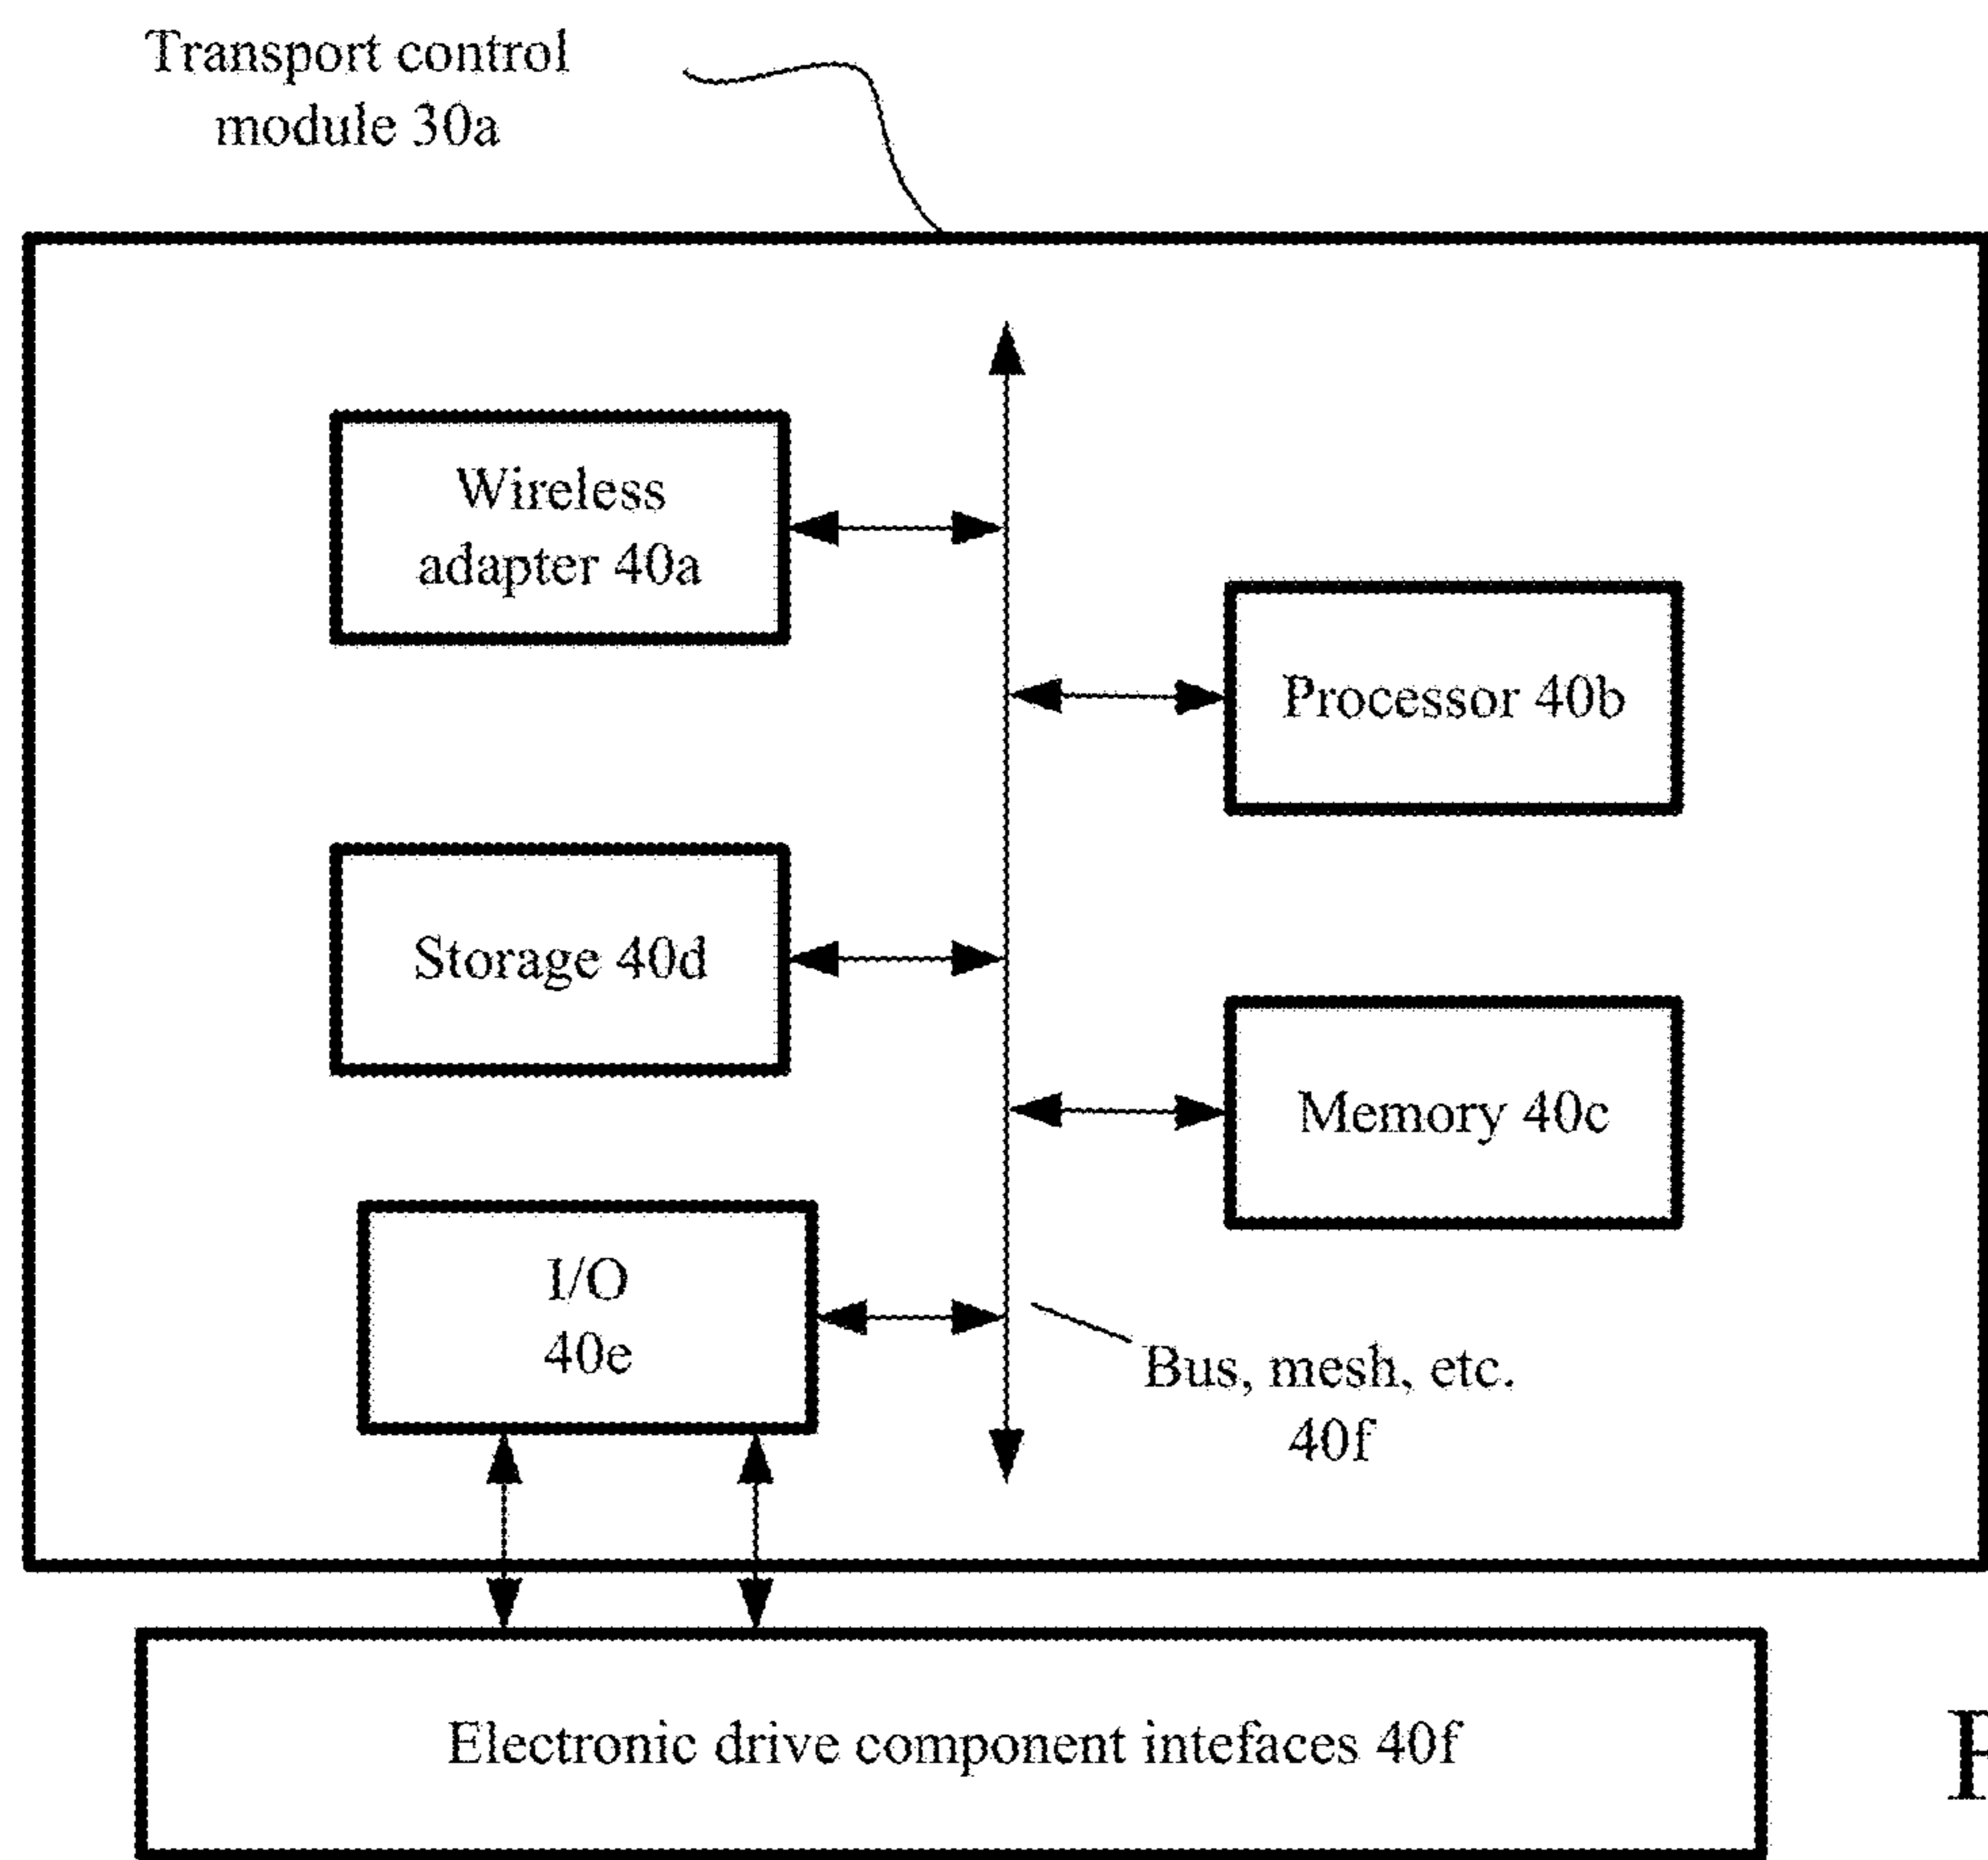 Transport control
module 30a
Wireless
adapter 40a
Processor 40b
Storage 40d
Memory 40c
I/O
40e
Bus, mesh, etc.
40f
Electronic drive component intefaces 40f